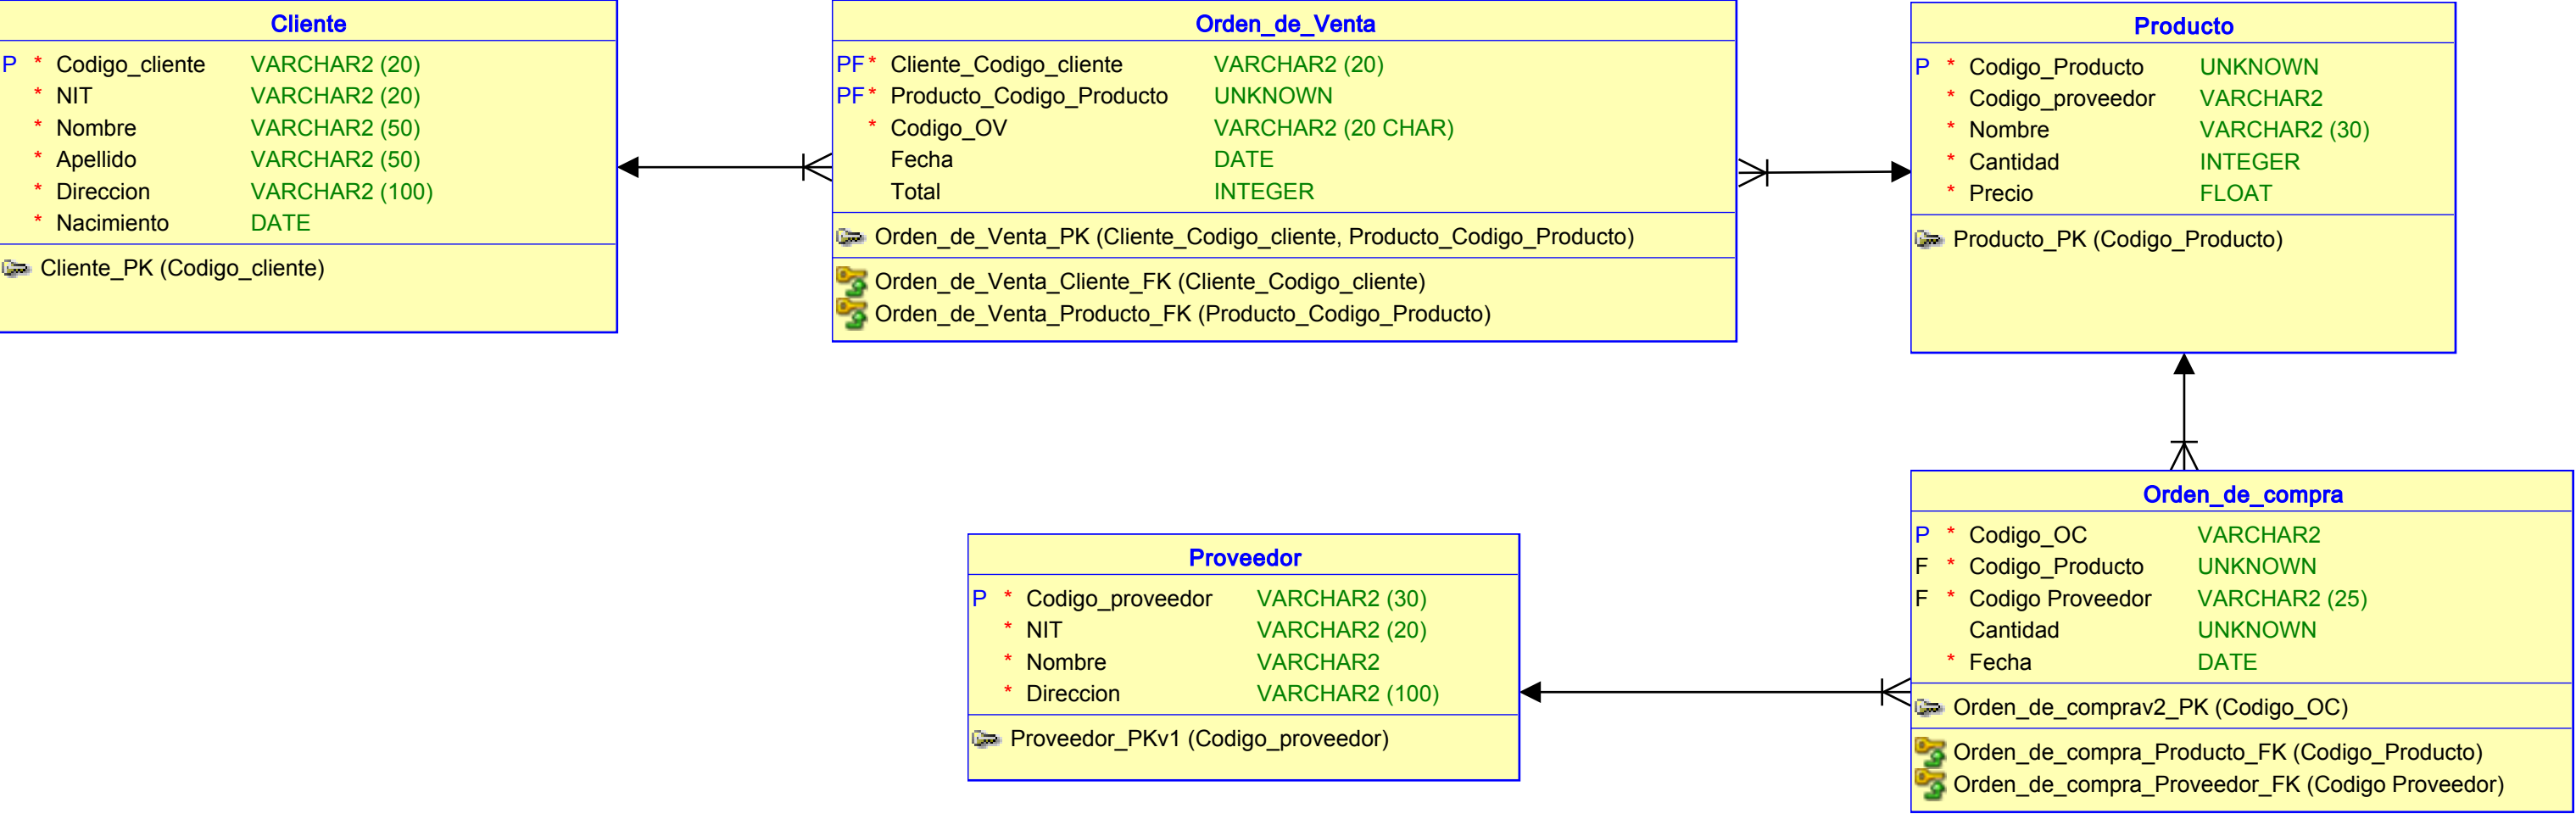 Cliente
P * Codigo_cliente VARCHAR2 (20)
* NIT VARCHAR2 (20)
* Nombre VARCHAR2 (50)
* Apellido VARCHAR2 (50)
* Direccion VARCHAR2 (100)
* Nacimiento DATE
Cliente_PK (Codigo_cliente)
Orden_de_Venta
PF * Cliente_Codigo_cliente VARCHAR2 (20)
PF * Producto_Codigo_Producto UNKNOWN
* Codigo_OV VARCHAR2 (20 CHAR)
Fecha DATE
Total INTEGER
Orden_de_Venta_PK (Cliente_Codigo_cliente, Producto_Codigo_Producto)
Orden_de_Venta_Cliente_FK (Cliente_Codigo_cliente)
Orden_de_Venta_Producto_FK (Producto_Codigo_Producto)
Producto
P * Codigo_Producto UNKNOWN
* Codigo_proveedor VARCHAR2
* Nombre VARCHAR2 (30)
* Cantidad INTEGER
* Precio FLOAT
Producto_PK (Codigo_Producto)
Proveedor
P * Codigo_proveedor VARCHAR2 (30)
* NIT VARCHAR2 (20)
* Nombre VARCHAR2
* Direccion VARCHAR2 (100)
Proveedor_PKv1 (Codigo_proveedor)
Orden_de_compra
P * Codigo_OC VARCHAR2
F * Codigo_Producto UNKNOWN
F * Codigo Proveedor VARCHAR2 (25)
Cantidad UNKNOWN
* Fecha DATE
Orden_de_comprav2_PK (Codigo_OC)
Orden_de_compra_Producto_FK (Codigo_Producto)
Orden_de_compra_Proveedor_FK (Codigo Proveedor)